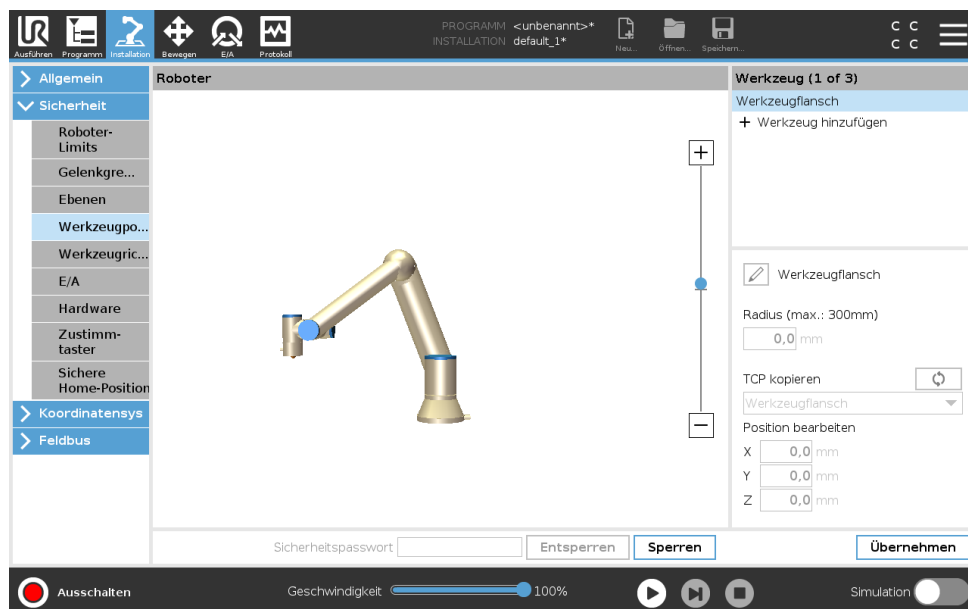 UR
Ausführen
Programm
Installation
Bewegen
E/A
Protokoll
PROGRAMM <unbenannt>*
INSTALLATION default_1*
Neu...
Öffnen...
Speichern...
C C
C C
Allgemein
Sicherheit
Roboter-
Limits
Gelenkgre...
Ebenen
Werkzeugpo...
Werkzeugric...
E/A
Hardware
Zustimm-
taster
Sichere
Home-Position
Koordinatensys
Feldbus
Roboter
Werkzeug (1 of 3)
Werkzeugflansch
+ Werkzeug hinzufügen
Werkzeugflansch
Radius (max.: 300mm)
0,0 mm
TCP kopieren
Werkzeugflansch
Position bearbeiten
X 0,0 mm
Y 0,0 mm
Z 0,0 mm
Sicherheitspasswort
Entsperren
Sperren
Übernehmen
Ausschalten
Geschwindigkeit
100%
Simulation